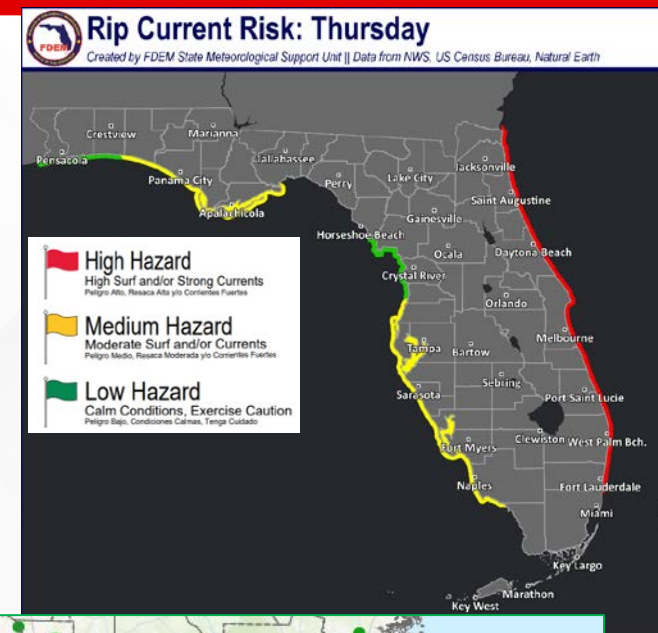 FDEM
Rip Current Risk: Thursday
Created by FDEM State Meteorological Support Unit || Data from NWS, US Census Bureau, Natural Earth
Crestview
Marianna
Pensacola
Tallahassee
Jacksonville
Panama City
Perry
Lake City
Saint Augustine
Apalachicola
Gainesville
Horseshoe Beach
Ocala
Daytona Beach
Crystal River
Orlando
High Hazard
High Surf and/or Strong Currents
Peligro Alto, Resaca Alta y/o Corrientes Fuertes
Medium Hazard
Moderate Surf and/or Currents
Peligro Medio, Resaca Moderada y/o Corrientes Fuertes
Low Hazard
Calm Conditions, Exercise Caution
Peligro Bajo, Condiciones Calmas, Tenga Cuidado
Melbourne
Tampa
Bartow
Sebring
Sarasota
Port Saint Lucie
Fort Myers
Clewiston
West Palm Bch.
Naples
Fort Lauderdale
Miami
Key Largo
Marathon
Key West